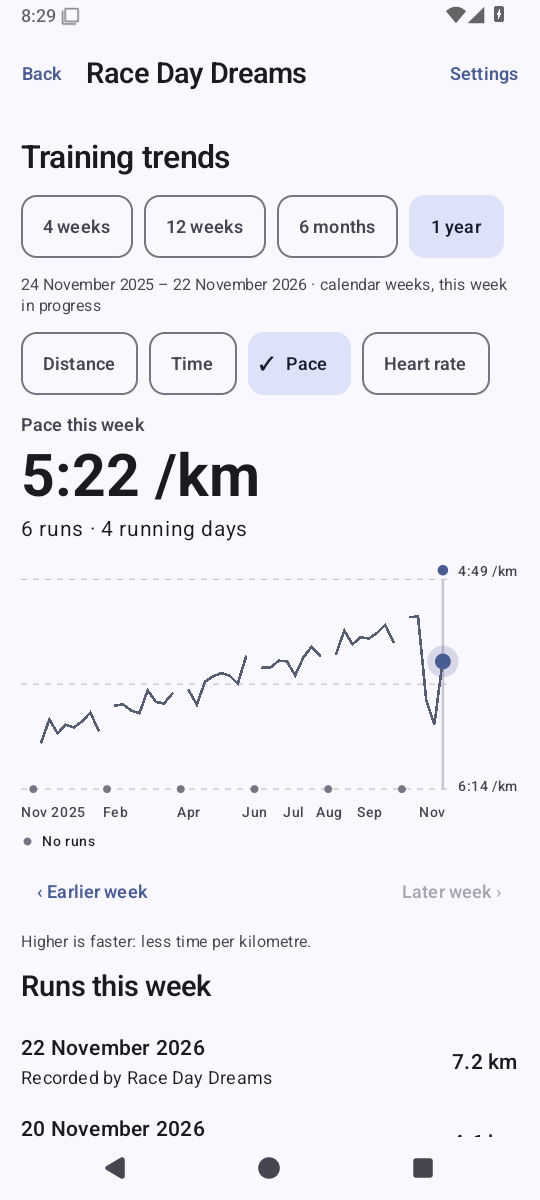 8:29
Back Race Day Dreams Settings
Training trends
4 weeks 12 weeks 6 months 1 year
24 November 2025 – 22 November 2026 · calendar weeks, this week
in progress
Distance Time ✓ Pace Heart rate
Pace this week
5:22 /km
6 runs · 4 running days
4:49 /km
6:14 /km
Nov 2025 Feb Apr Jun Jul Aug Sep Nov
No runs
‹ Earlier week Later week ›
Higher is faster: less time per kilometre.
Runs this week
22 November 2026
7.2 km
Recorded by Race Day Dreams
20 November 2026